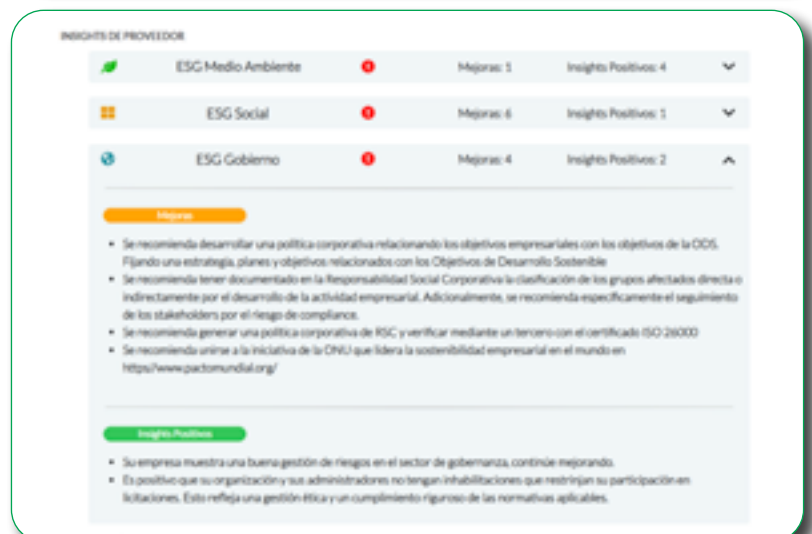 INSIGHTS DE PROVEEDOR
ESG Medio Ambiente Mejoras: 1 Insights Positivos: 4
ESG Social Mejoras: 6 Insights Positivos: 1
ESG Gobierno Mejoras: 4 Insights Positivos: 2
Mejoras
• Se recomienda desarrollar una política corporativa relacionando los objetivos empresariales con los objetivos de la ODS.
Fijando una estrategia, planes y objetivos relacionados con los Objetivos de Desarrollo Sostenible
• Se recomienda tener documentado en la Responsabilidad Social Corporativa la clasificación de los grupos afectados directa o
indirectamente por el desarrollo de la actividad empresarial. Adicionalmente, se recomienda específicamente el seguimiento
de los stakeholders por el riesgo de compliance.
• Se recomienda generar una política corporativa de RSC y verificar mediante un tercero con el certificado ISO 26000
• Se recomienda unirse a la iniciativa de la ONU que lidera la sostenibilidad empresarial en el mundo en
https://www.pactomundial.org/
Insights Positivos
• Su empresa muestra una buena gestión de riesgos en el sector de gobernanza, continúe mejorando.
• Es positivo que su organización y sus administradores no tengan inhabilitaciones que restrinjan su participación en
licitaciones. Esto refleja una gestión ética y un cumplimiento riguroso de las normativas aplicables.